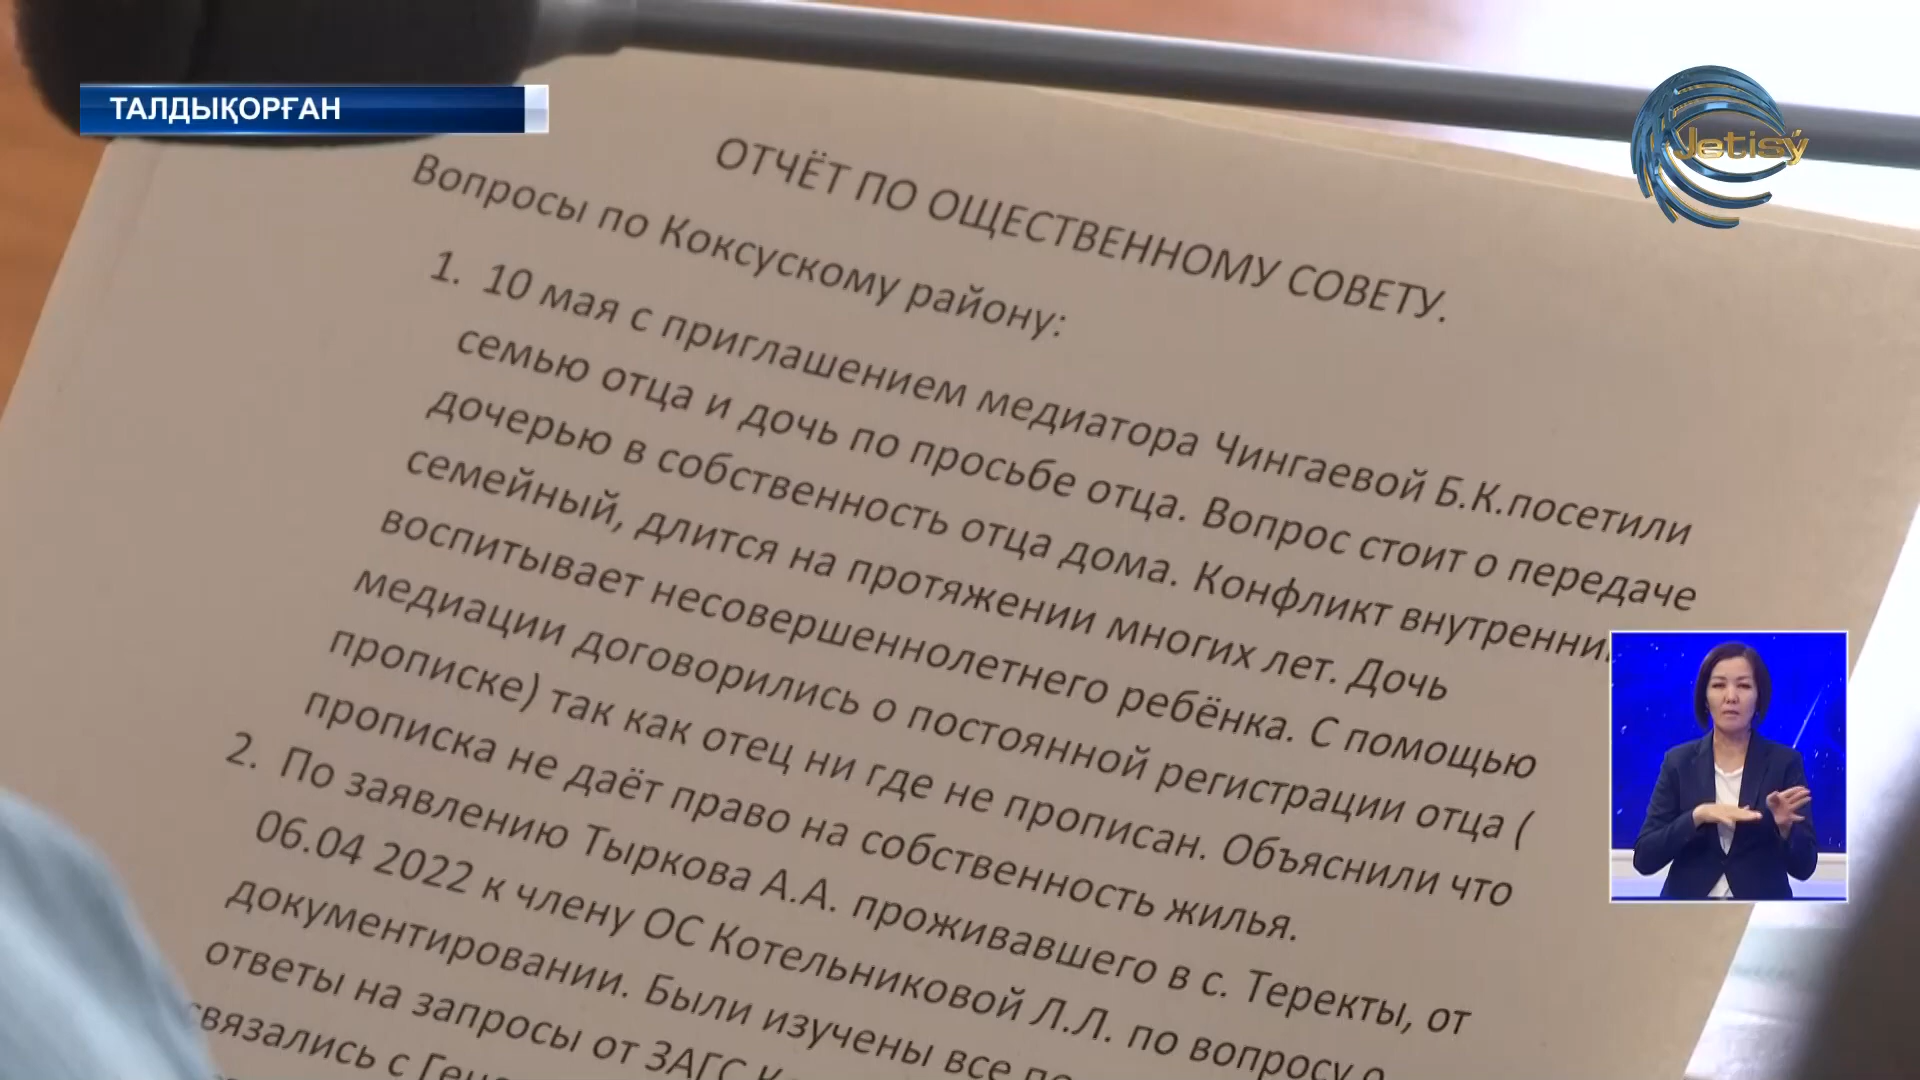 ТАЛДЫҚОРҒАН
Jetisý
ОТЧЁТ ПО ОЩЕСТВЕННОМУ СОВЕТУ.
Вопросы по Коксускому району:
1. 10 мая с приглашением медиатора Чингаевой Б.К.посетили
семью отца и дочь по просьбе отца. Вопрос стоит о передаче
дочерью в собственность отца дома. Конфликт внутренни
семейный, длится на протяжении многих лет. Дочь
воспитывает несовершеннолетнего ребёнка. С помощью
медиации договорились о постоянной регистрации отца (
прописке) так как отец ни где не прописан. Объяснили что
прописка не даёт право на собственность жилья.
2. По заявлению Тыркова А.А. проживавшего в с. Теректы, от
06.04 2022 к члену ОС Котельниковой Л.Л. по вопросу о
документировании. Были изучены все
ответы на запросы от ЗАГС
связались с